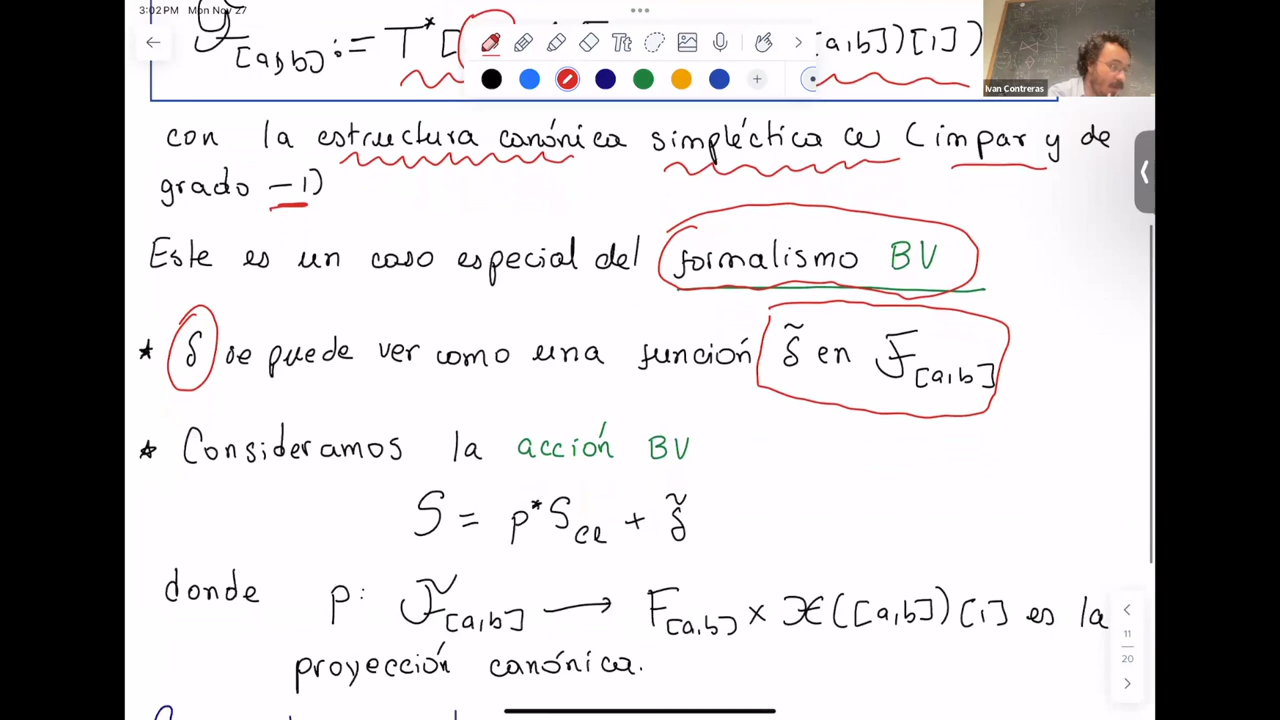 3:02 PM Mon Nov 27
𝓕̃[a,b] := T*[ a,b])[1])
Ivan Contreras
con la estructura canónica simpléctica ω (impar y de
grado -1)
Este es un caso especial del formalismo BV
* δ se puede ver como una función δ̃ en 𝓕[a,b]
* Consideramos la acción BV
S = p* S_cl + δ̃
donde p: 𝓕̃[a,b] → F[a,b] × 𝔛([a,b])[1] es la
proyección canónica.
11
20